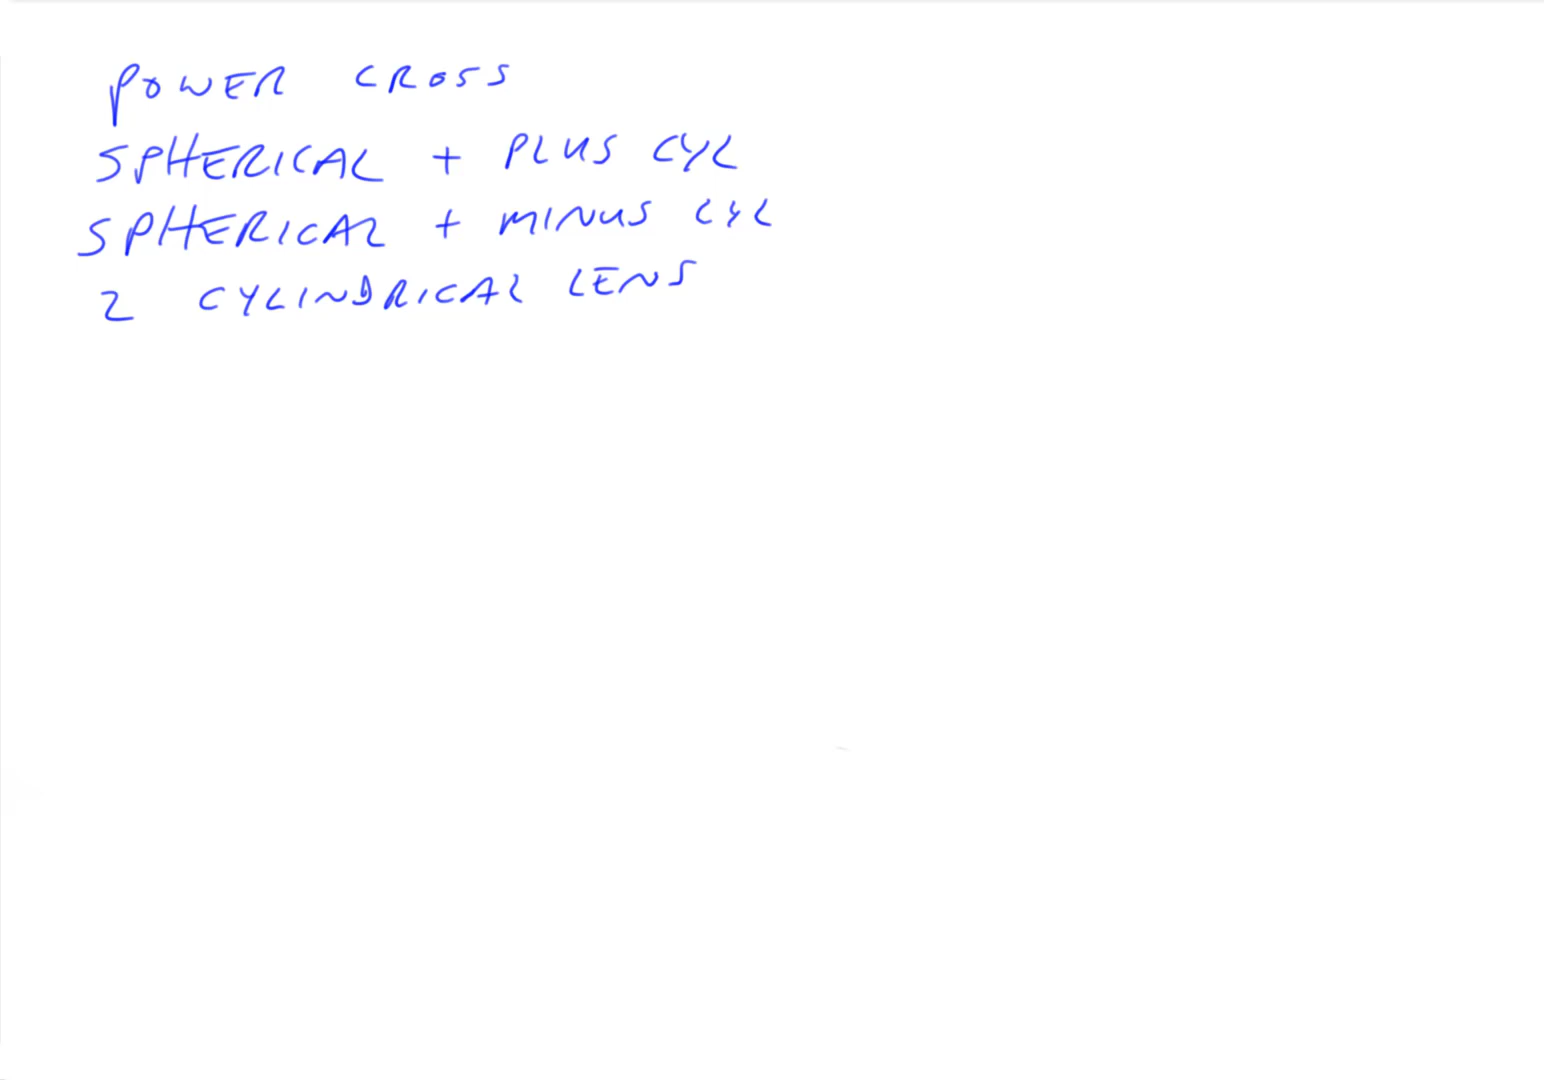 POWER CROSS
SPHERICAL + PLUS CYL
SPHERICAL + MINUS CYL
2 CYLINDRICAL LENS